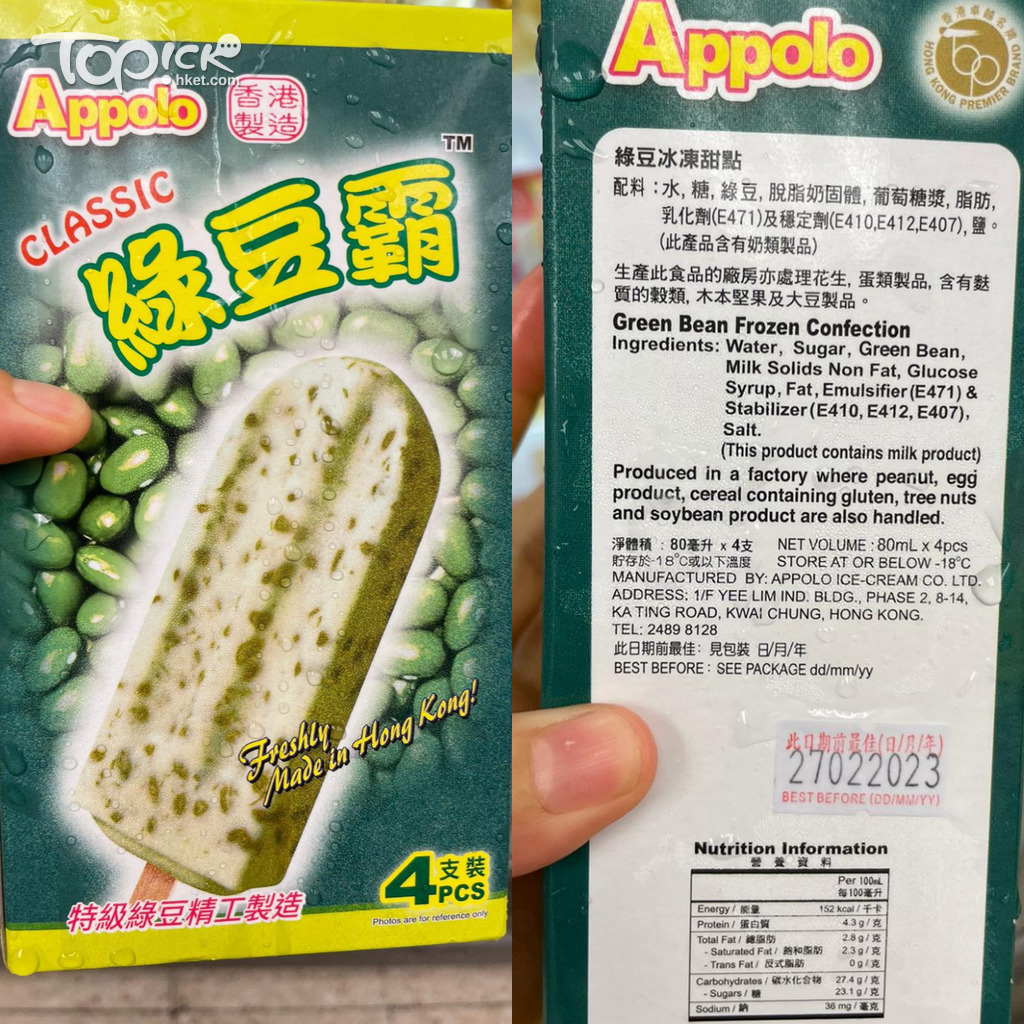 TOPick
hket.com
Appolo
香港
製造
TM
CLASSIC
綠豆霸
Freshly
Made in Hong Kong!
4支裝
PCS
特級綠豆精工製造
Photos are for reference only
Appolo
香港卓越名牌
HONG KONG PREMIER BRAND
綠豆冰凍甜點
配料：水, 糖, 綠豆, 脫脂奶固體, 葡萄糖漿, 脂肪,
乳化劑(E471)及穩定劑(E410,E412,E407), 鹽。
(此產品含有奶類製品)
生產此食品的廠房亦處理花生, 蛋類製品, 含有麩
質的穀類, 木本堅果及大豆製品。
Green Bean Frozen Confection
Ingredients: Water, Sugar, Green Bean,
Milk Solids Non Fat, Glucose
Syrup, Fat, Emulsifier(E471) &
Stabilizer(E410, E412, E407),
Salt.
(This product contains milk product)
Produced in a factory where peanut, egg
product, cereal containing gluten, tree nuts
and soybean product are also handled.
淨體積：80毫升 x 4支 NET VOLUME : 80mL x 4pcs
貯存於-18°C或以下溫度 STORE AT OR BELOW -18°C
MANUFACTURED BY: APPOLO ICE-CREAM CO. LTD.
ADDRESS: 1/F YEE LIM IND. BLDG., PHASE 2, 8-14,
KA TING ROAD, KWAI CHUNG, HONG KONG.
TEL: 2489 8128
此日期前最佳：見包裝 日/月/年
BEST BEFORE : SEE PACKAGE dd/mm/yy
此日期前最佳(日/月/年)
27022023
BEST BEFORE (DD/MM/YY)
Nutrition Information
營養資料
Per 100mL
每100毫升
Energy / 能量 152 kcal / 千卡
Protein / 蛋白質 4.3 g / 克
Total Fat / 總脂肪 2.8 g / 克
- Saturated Fat / 飽和脂肪 2.3 g / 克
- Trans Fat / 反式脂肪 0 g / 克
Carbohydrates / 碳水化合物 27.4 g / 克
- Sugars / 糖 23.1 g / 克
Sodium / 鈉 36 mg / 毫克